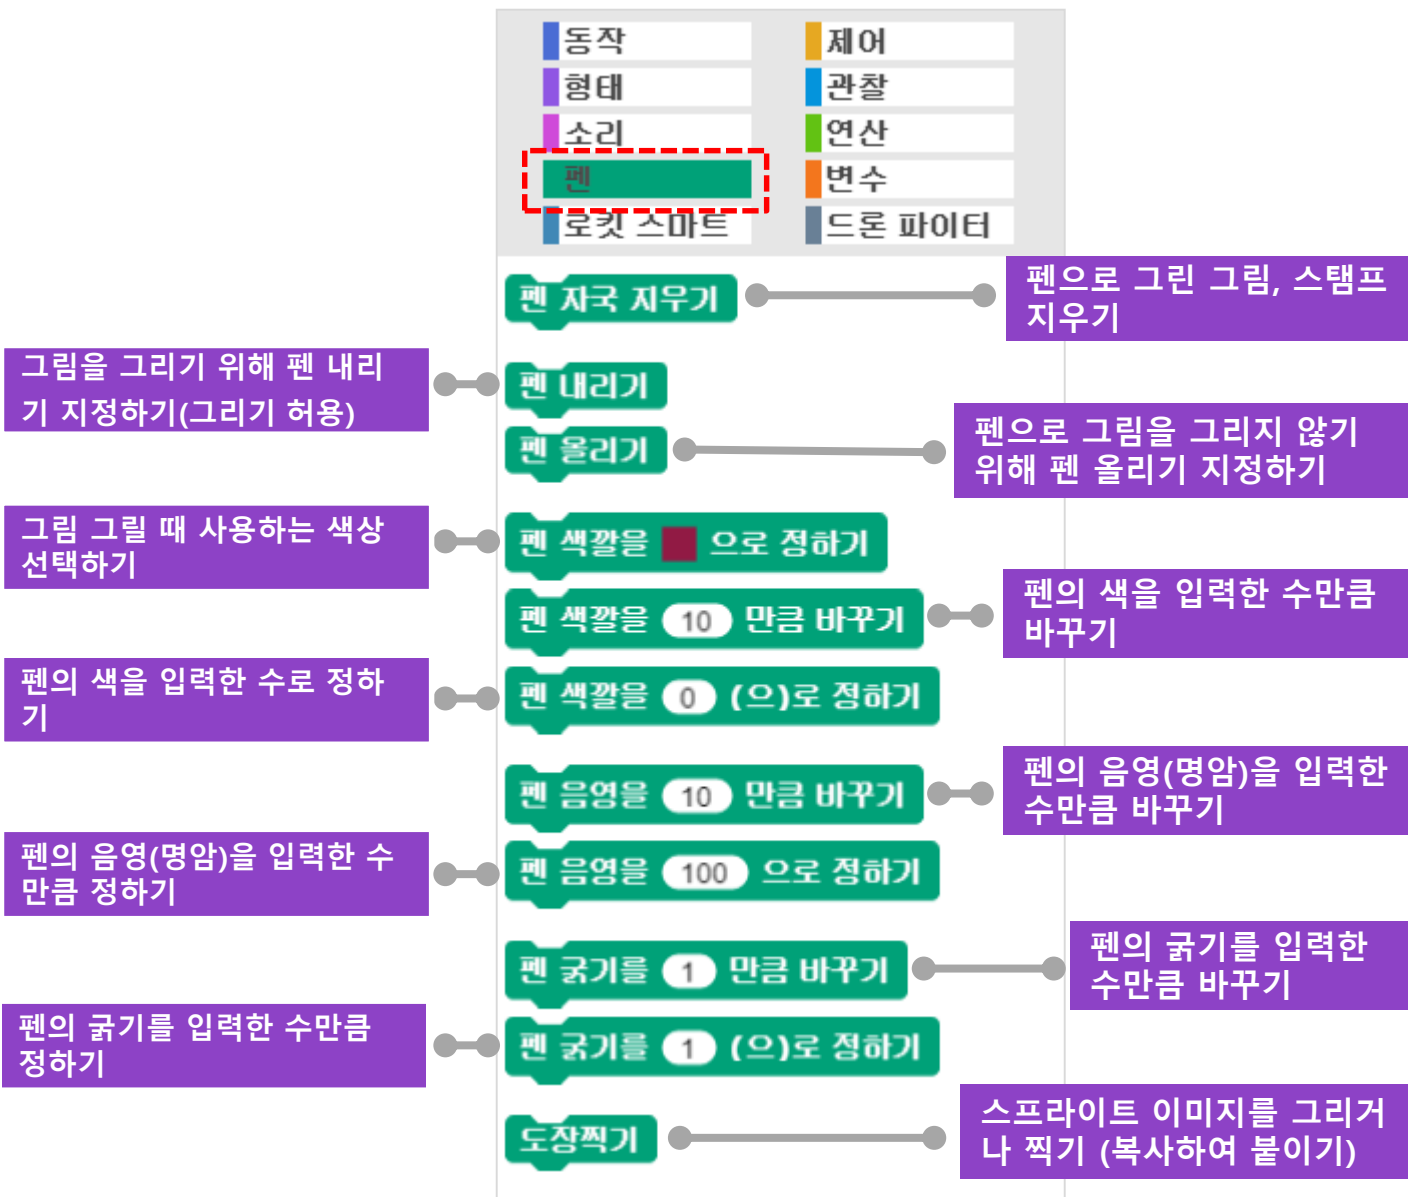 동작
제어
형태
관찰
소리
연산
펜
변수
로킷 스마트
드론 파이터
펜 자국 지우기
펜으로 그린 그림, 스탬프
지우기
그림을 그리기 위해 펜 내리
기 지정하기(그리기 허용)
펜 내리기
펜 올리기
펜으로 그림을 그리지 않기
위해 펜 올리기 지정하기
그림 그릴 때 사용하는 색상
선택하기
펜 색깔을 으로 정하기
펜 색깔을 10 만큼 바꾸기
펜의 색을 입력한 수만큼
바꾸기
펜의 색을 입력한 수로 정하
기
펜 색깔을 0 (으)로 정하기
펜 음영을 10 만큼 바꾸기
펜의 음영(명암)을 입력한
수만큼 바꾸기
펜의 음영(명암)을 입력한 수
만큼 정하기
펜 음영을 100 으로 정하기
펜 굵기를 1 만큼 바꾸기
펜의 굵기를 입력한
수만큼 바꾸기
펜의 굵기를 입력한 수만큼
정하기
펜 굵기를 1 (으)로 정하기
도장찍기
스프라이트 이미지를 그리거
나 찍기 (복사하여 붙이기)